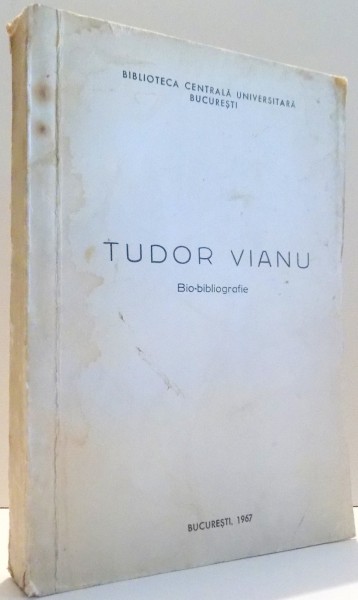 BIBLIOTECA CENTRALĂ UNIVERSITARĂ
BUCUREȘTI
TUDOR VIANU
Bio-bibliografie
BUCUREȘTI, 1967